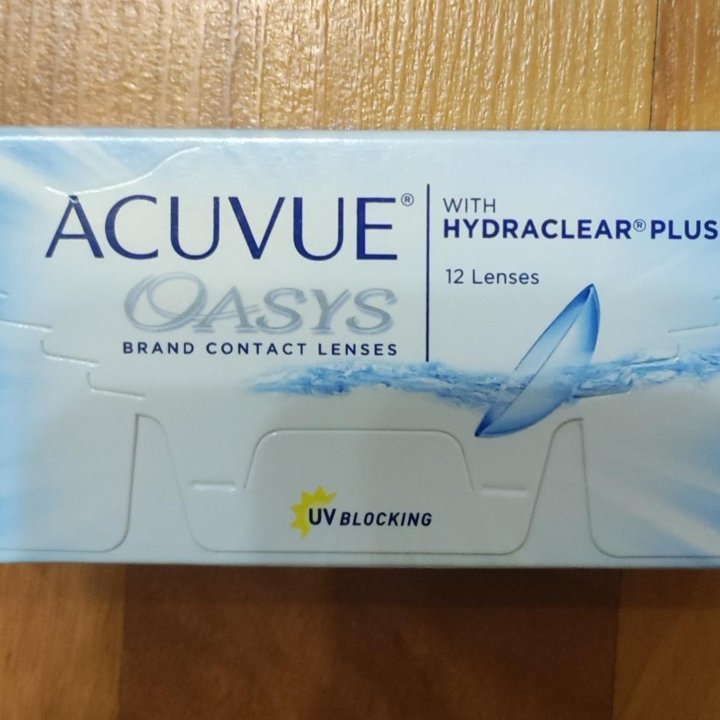 ACUVUE®
OASYS
BRAND CONTACT LENSES
WITH
HYDRACLEAR® PLUS
12 Lenses
UV BLOCKING